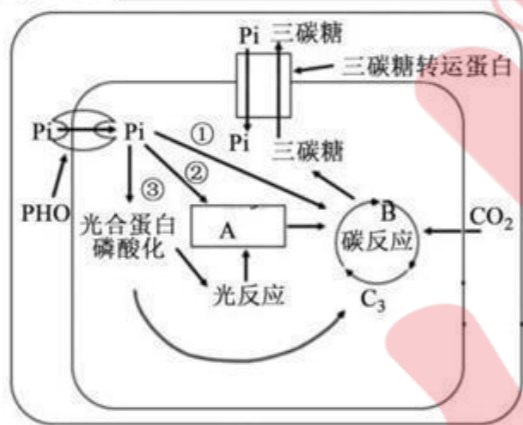 Pi 三碳糖
三碳糖转运蛋白
Pi Pi ① Pi 三碳糖
②
③
PHO 光合蛋白
磷酸化
A
B
碳反应
CO₂
光反应
C₃